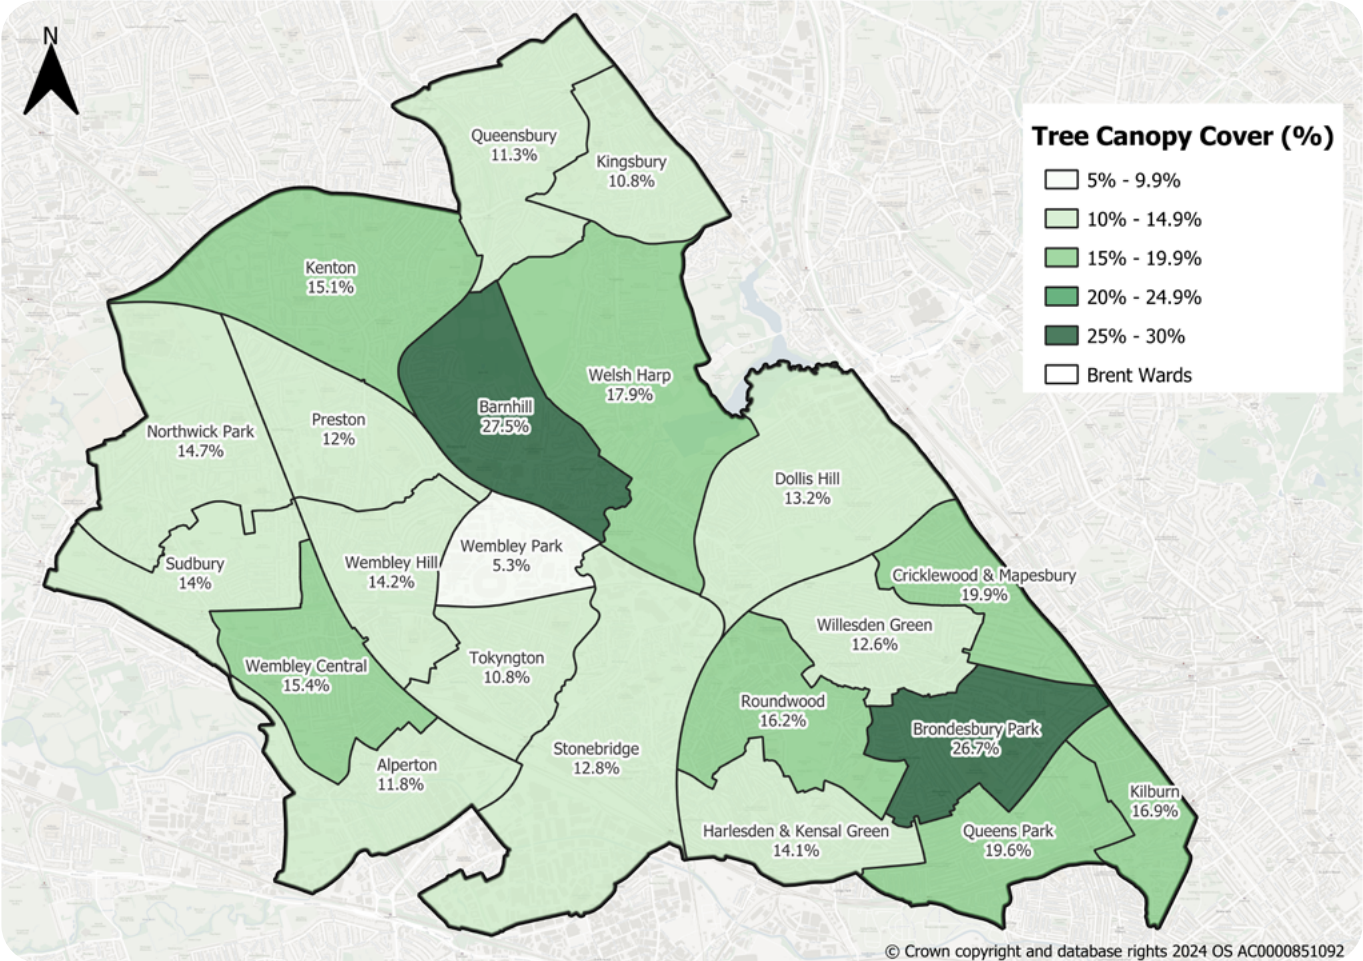 N
Tree Canopy Cover (%)
5% - 9.9%
10% - 14.9%
15% - 19.9%
20% - 24.9%
25% - 30%
Brent Wards
Queensbury
11.3%
Kingsbury
10.8%
Kenton
15.1%
Welsh Harp
17.9%
Barnhill
27.5%
Preston
12%
Northwick Park
14.7%
Dollis Hill
13.2%
Wembley Park
5.3%
Sudbury
14%
Wembley Hill
14.2%
Cricklewood & Mapesbury
19.9%
Willesden Green
12.6%
Tokyngton
10.8%
Wembley Central
15.4%
Roundwood
16.2%
Brondesbury Park
26.7%
Stonebridge
12.8%
Alperton
11.8%
Kilburn
16.9%
Harlesden & Kensal Green
14.1%
Queens Park
19.6%
© Crown copyright and database rights 2024 OS AC0000851092